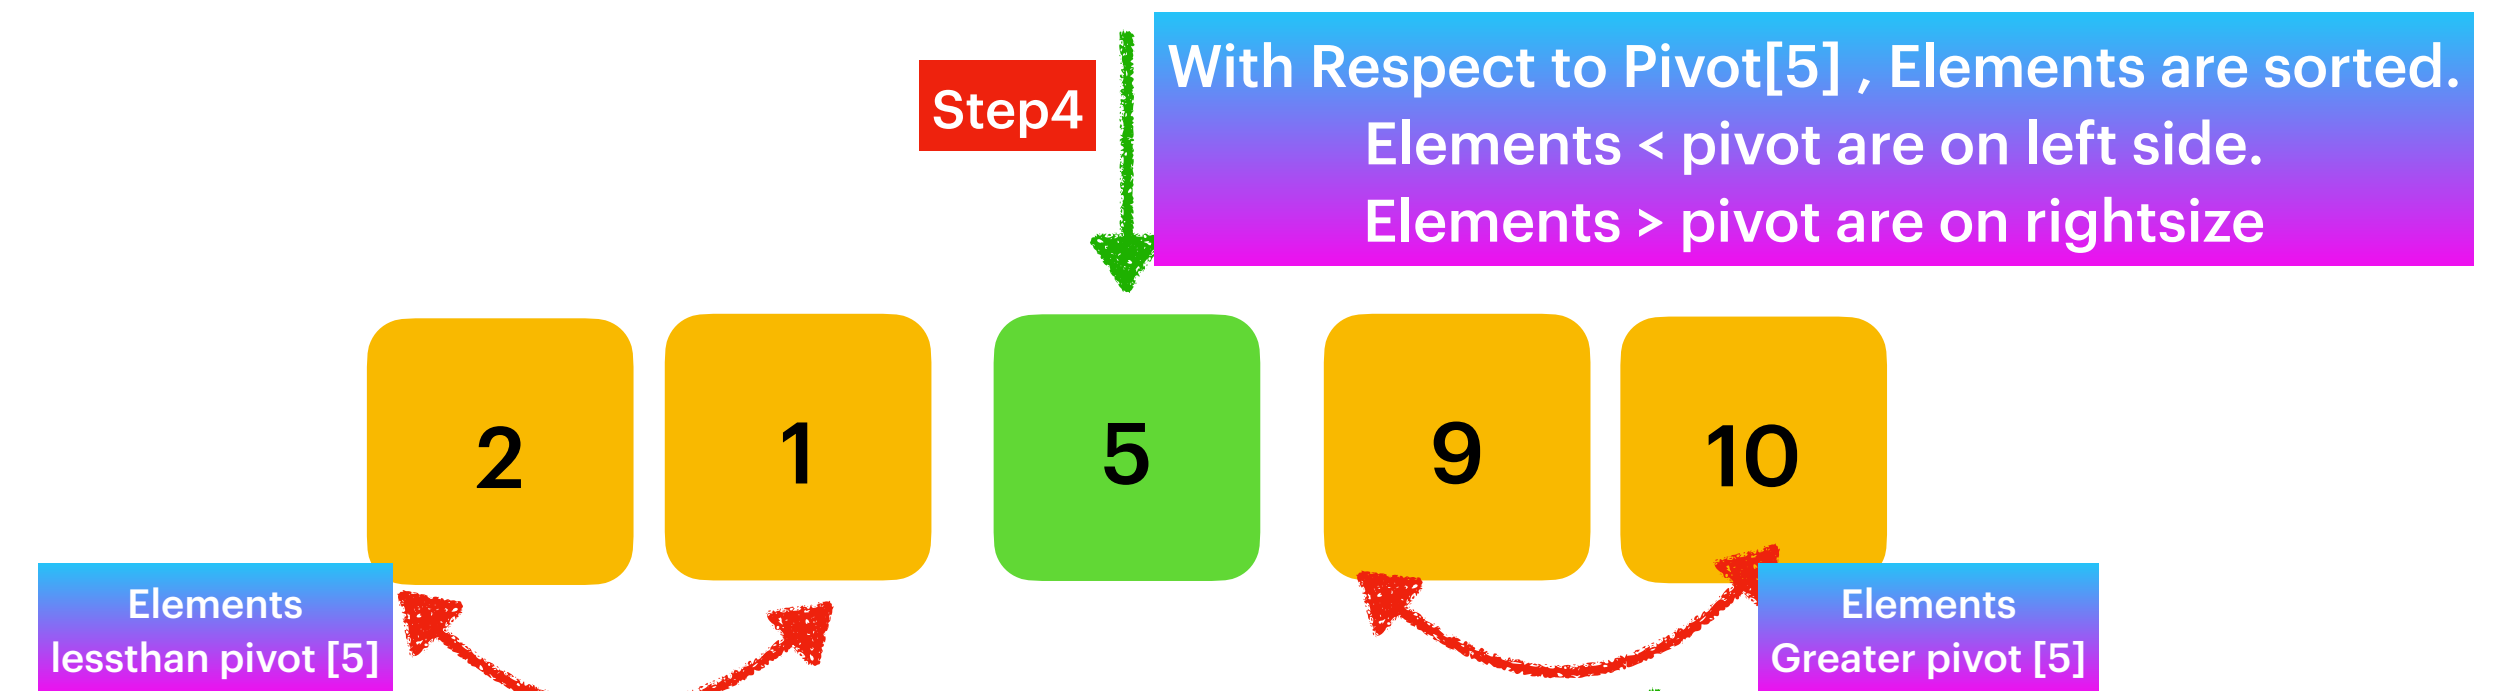 With Respect to Pivot[5] , Elements are sorted.
Step4
Elements < pivot are on left side.
Elements > pivot are on rightsize
2 1 5 9 10
Elements
lessthan pivot [5]
Elements
Greater pivot [5]